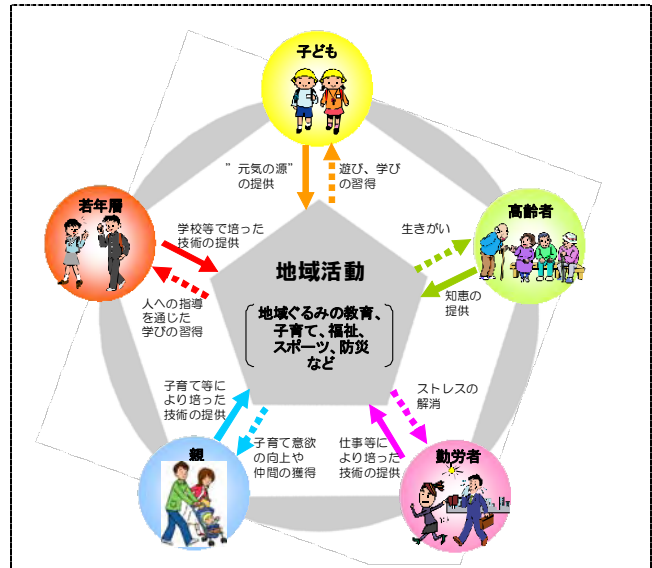 子ども
”元気の源”
の提供
遊び、学び
の習得
若年層
学校等で培った
技術の提供
人への指導
を通じた
学びの習得
高齢者
生きがい
知恵の
提供
地域活動
地域ぐるみの教育、
子育て、福祉、
スポーツ、防災
など
子育て等に
より培った
技術の提供
子育て意欲
の向上や
仲間の獲得
親
ストレスの
解消
仕事等に
より培った
技術の提供
勤労者